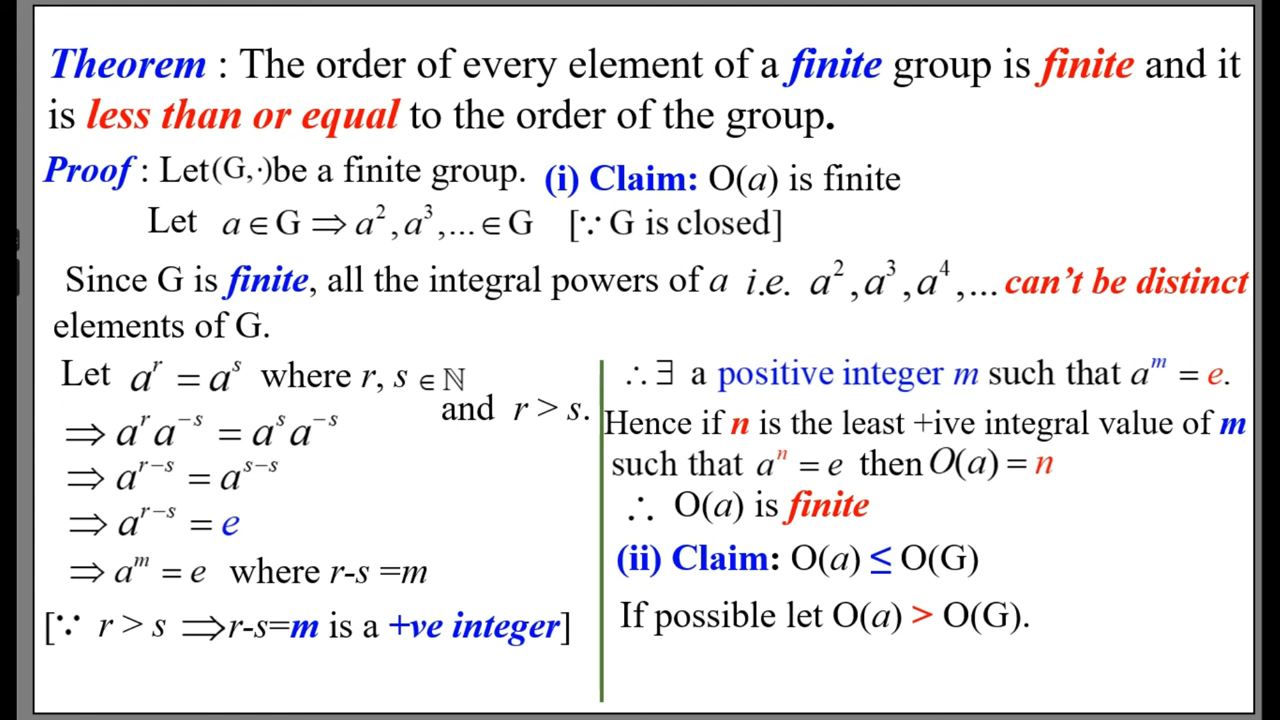 Theorem : The order of every element of a finite group is finite and it
is less than or equal to the order of the group.
Proof : Let (G,·) be a finite group. (i) Claim: O(a) is finite
Let a ∈ G ⇒ a², a³, ... ∈ G [∵ G is closed]
Since G is finite, all the integral powers of a i.e. a², a³, a⁴, ... can't be distinct
elements of G.
Let aʳ = aˢ where r, s ∈ ℕ
and r > s.
⇒ aʳ a⁻ˢ = aˢ a⁻ˢ
⇒ aʳ⁻ˢ = aˢ⁻ˢ
⇒ aʳ⁻ˢ = e
⇒ aᵐ = e where r-s =m
[∵ r > s ⇒ r-s=m is a +ve integer]
∴ ∃ a positive integer m such that aᵐ = e.
Hence if n is the least +ive integral value of m
such that aⁿ = e then O(a) = n
∴ O(a) is finite
(ii) Claim: O(a) ≤ O(G)
If possible let O(a) > O(G).